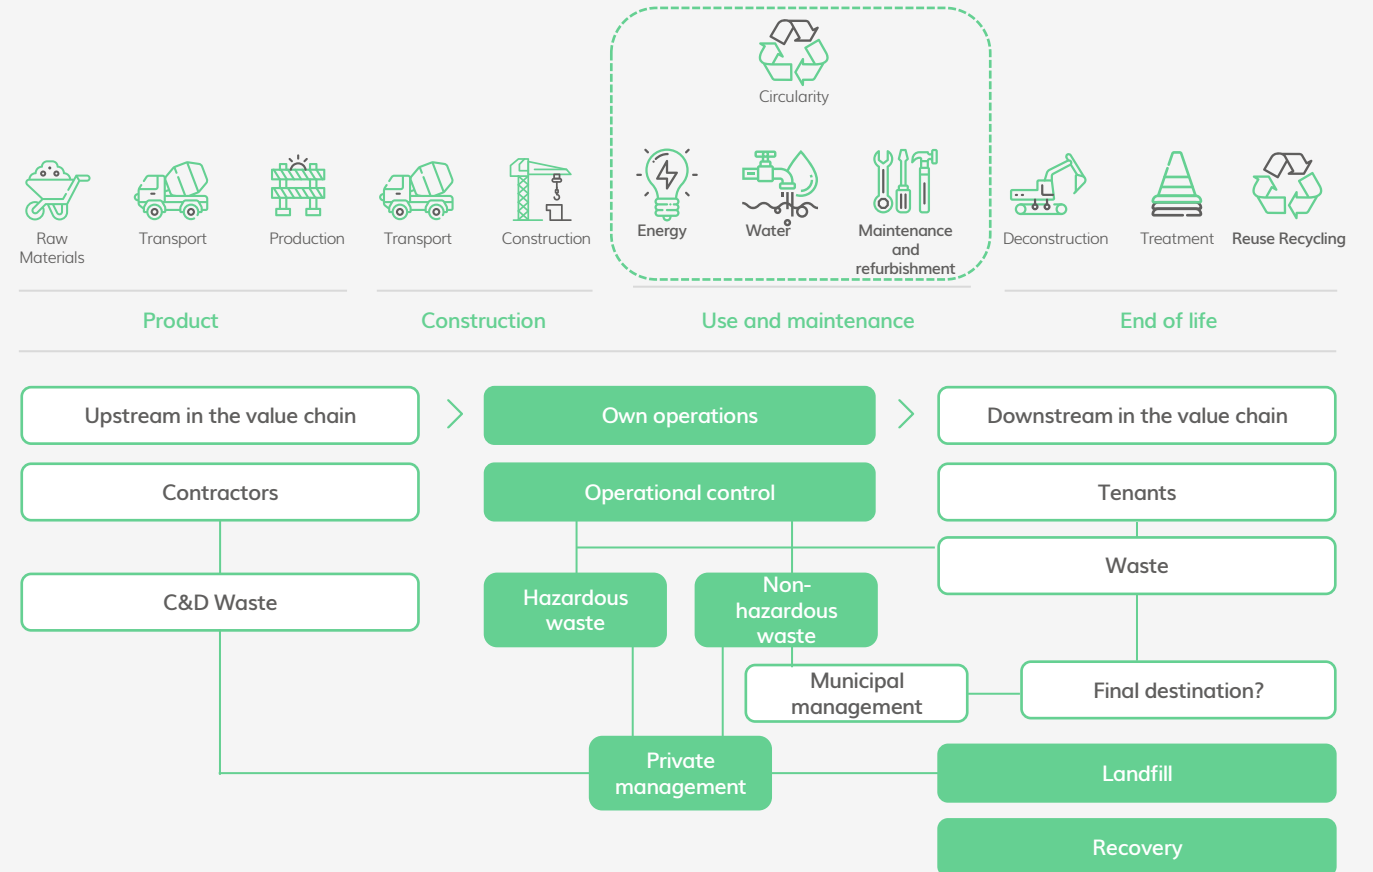 Circularity
Raw
Materials
Transport
Production
Transport
Construction
Energy
Water
Maintenance
and
refurbishment
Deconstruction
Treatment
Reuse Recycling
Product
Construction
Use and maintenance
End of life
Upstream in the value chain
Own operations
Downstream in the value chain
Contractors
Operational control
Tenants
Waste
C&D Waste
Hazardous
waste
Non-
hazardous
waste
Municipal
management
Final destination?
Private
management
Landfill
Recovery